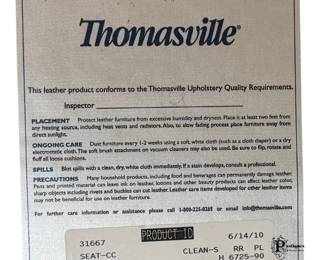 Thomasville®
This leather product conforms to the Thomasville Upholstery Quality Requirements.
Inspector
PLACEMENT Protect leather furniture from excessive humidity and dryness. Place it at least two feet from
any heating source, including heat vents and radiators. Also, to slow fading process place furniture away from
direct sunlight.
ONGOING CARE Dust furniture every 1-2 weeks using a soft, white cloth (such as a cloth diaper) or a dry
electrostatic cloth. The soft brush attachment on vacuum cleaners may also be used. Be sure to flip, rotate and
fluff all loose cushions.
SPILLS Blot spills with a clean, dry, white cloth immediately. If a stain develops, consult a professional.
PRECAUTIONS Many household products, including food and beverages can permanently damage leather.
Pens and printed material can leave ink on leather, lotions and other beauty products can affect leather color,
sharp objects including rivets and buckles can cut leather. Leather care items developed for other leather items
may not be beneficial for use on leather furniture.
For further care information or assistance please call 1-800-225-0265 or email info@thomasville.com
31667 PRODUCT ID 6/14/10
SEAT-CC CLEAN-S RR PL
H 6725-90